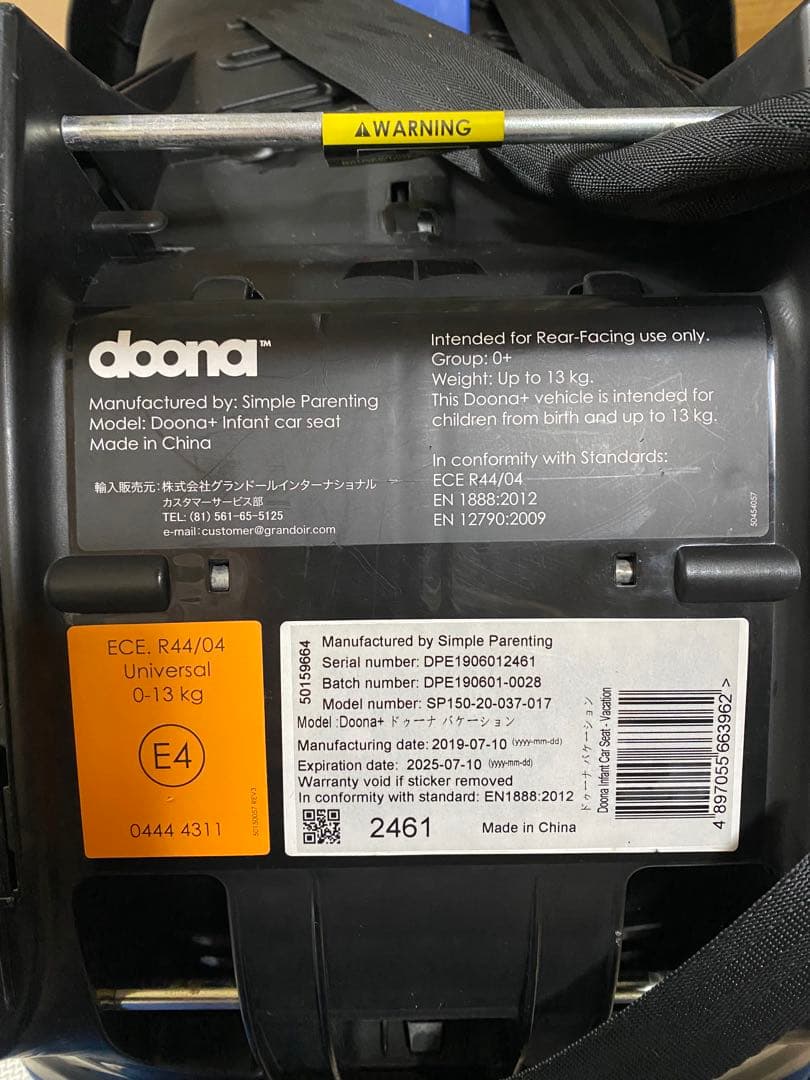 ⚠WARNING
doona™
Manufactured by: Simple Parenting
Model: Doona+ Infant car seat
Made in China
輸入販売元：株式会社グランドールインターナショナル
カスタマーサービス部
TEL: (81) 561-65-5125
e-mail：customer@grandoir.com
Intended for Rear-Facing use only.
Group: 0+
Weight: Up to 13 kg.
This Doona+ vehicle is intended for
children from birth and up to 13 kg.
In conformity with Standards:
ECE R44/04
EN 1888:2012
EN 12790:2009
50454057
ECE. R44/04
Universal
0-13 kg
E4
0444 4311
50150057 REV3
50159664
Manufactured by Simple Parenting
Serial number: DPE1906012461
Batch number: DPE190601-0028
Model number: SP150-20-037-017
Model :Doona+ ドゥーナ バケーション
Manufacturing date: 2019-07-10 (yyyy-mm-dd)
Expiration date: 2025-07-10 (yyyy-mm-dd)
Warranty void if sticker removed
In conformity with standard: EN1888:2012
2461
Made in China
ドゥーナ バケーション
Doona Infant Car Seat - Vacation
4 897055 663962 >